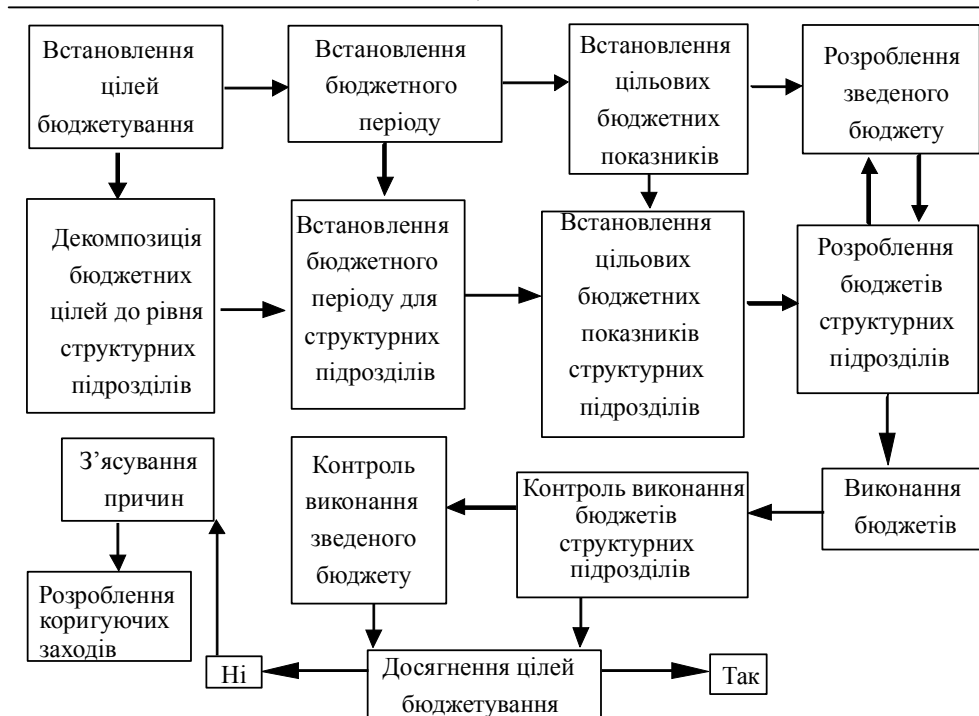 Встановлення
цілей
бюджетування
Встановлення
бюджетного
періоду
Встановлення
цільових
бюджетних
показників
Розроблення
зведеного
бюджету
Декомпозиція
бюджетних
цілей до рівня
структурних
підрозділів
Встановлення
бюджетного
періоду для
структурних
підрозділів
Встановлення
цільових
бюджетних
показників
структурних
підрозділів
Розроблення
бюджетів
структурних
підрозділів
З’ясування
причин
Контроль
виконання
зведеного
бюджету
Контроль виконання
бюджетів
структурних
підрозділів
Виконання
бюджетів
Розроблення
коригуючих
заходів
Ні
Досягнення цілей
бюджетування
Так